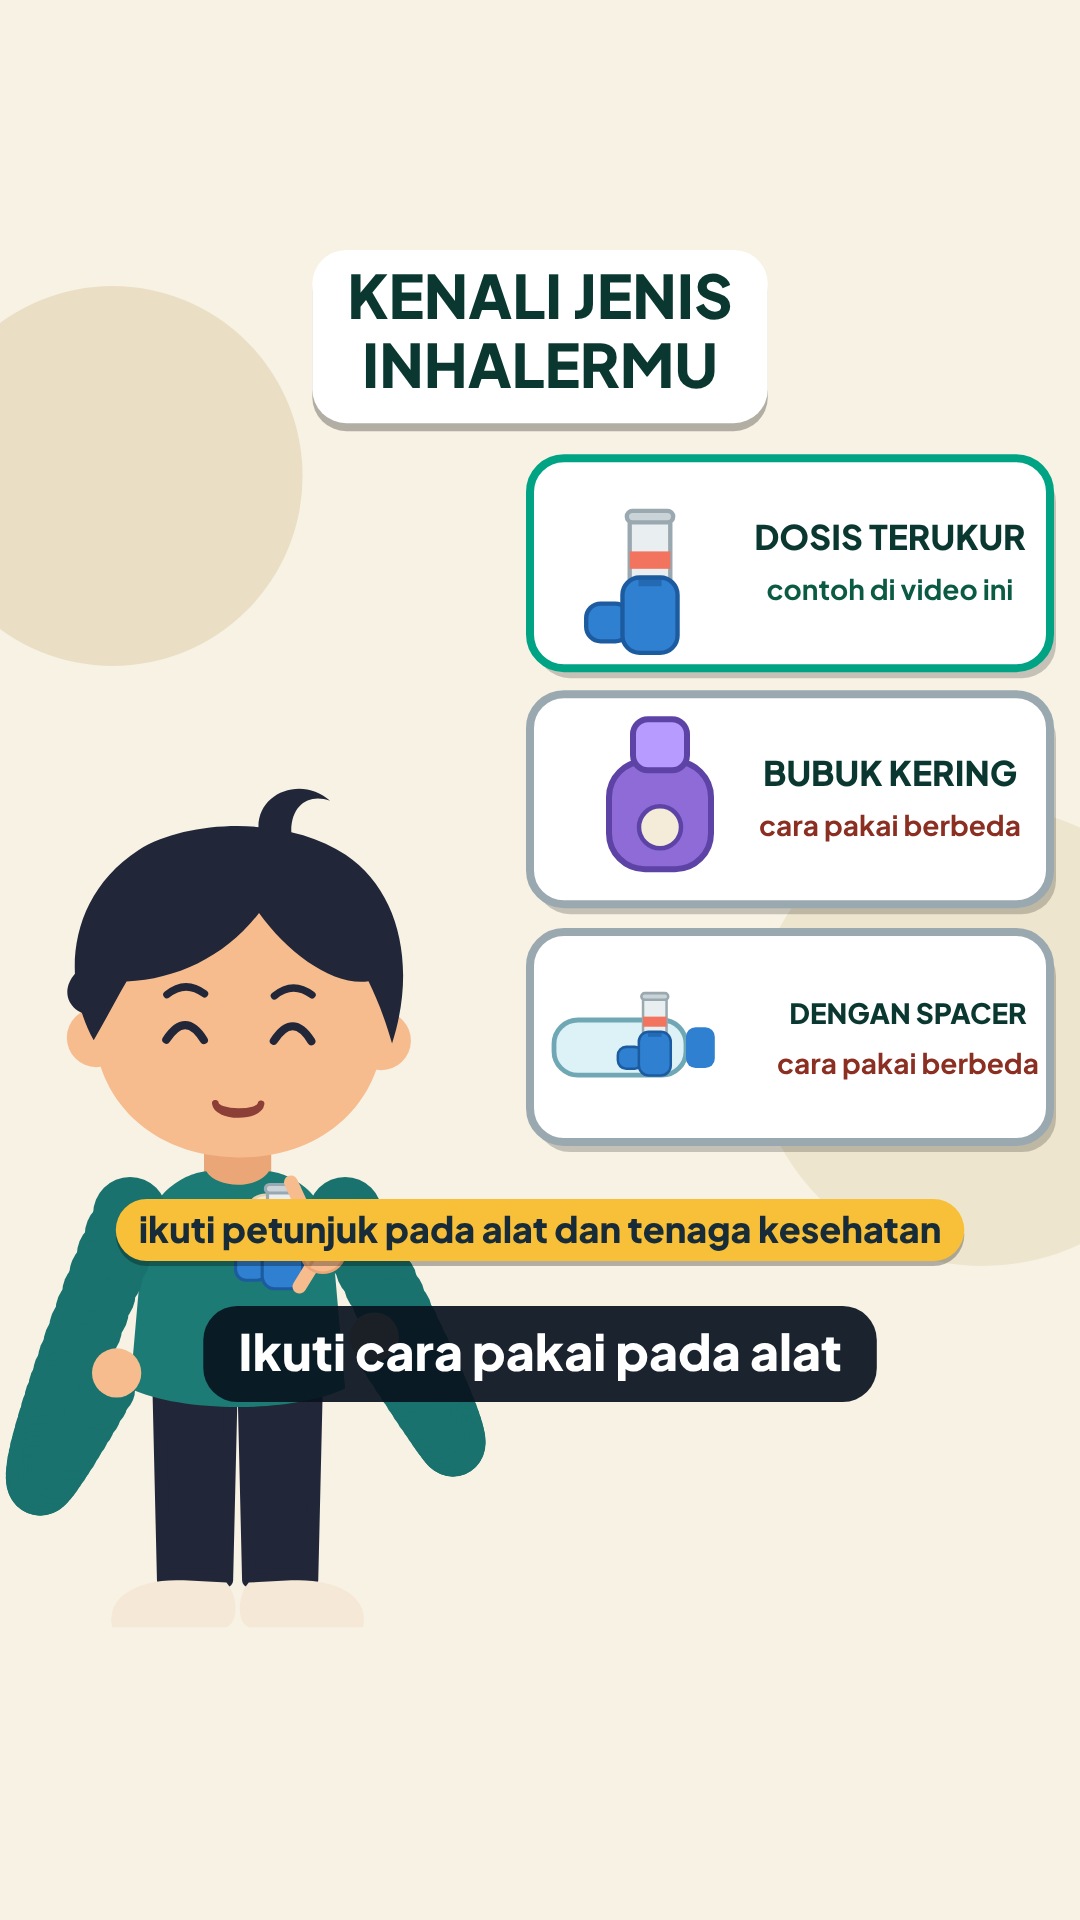 KENALI JENIS
INHALERMU
DOSIS TERUKUR
contoh di video ini
BUBUK KERING
cara pakai berbeda
DENGAN SPACER
cara pakai berbeda
ikuti petunjuk pada alat dan tenaga kesehatan
Ikuti cara pakai pada alat